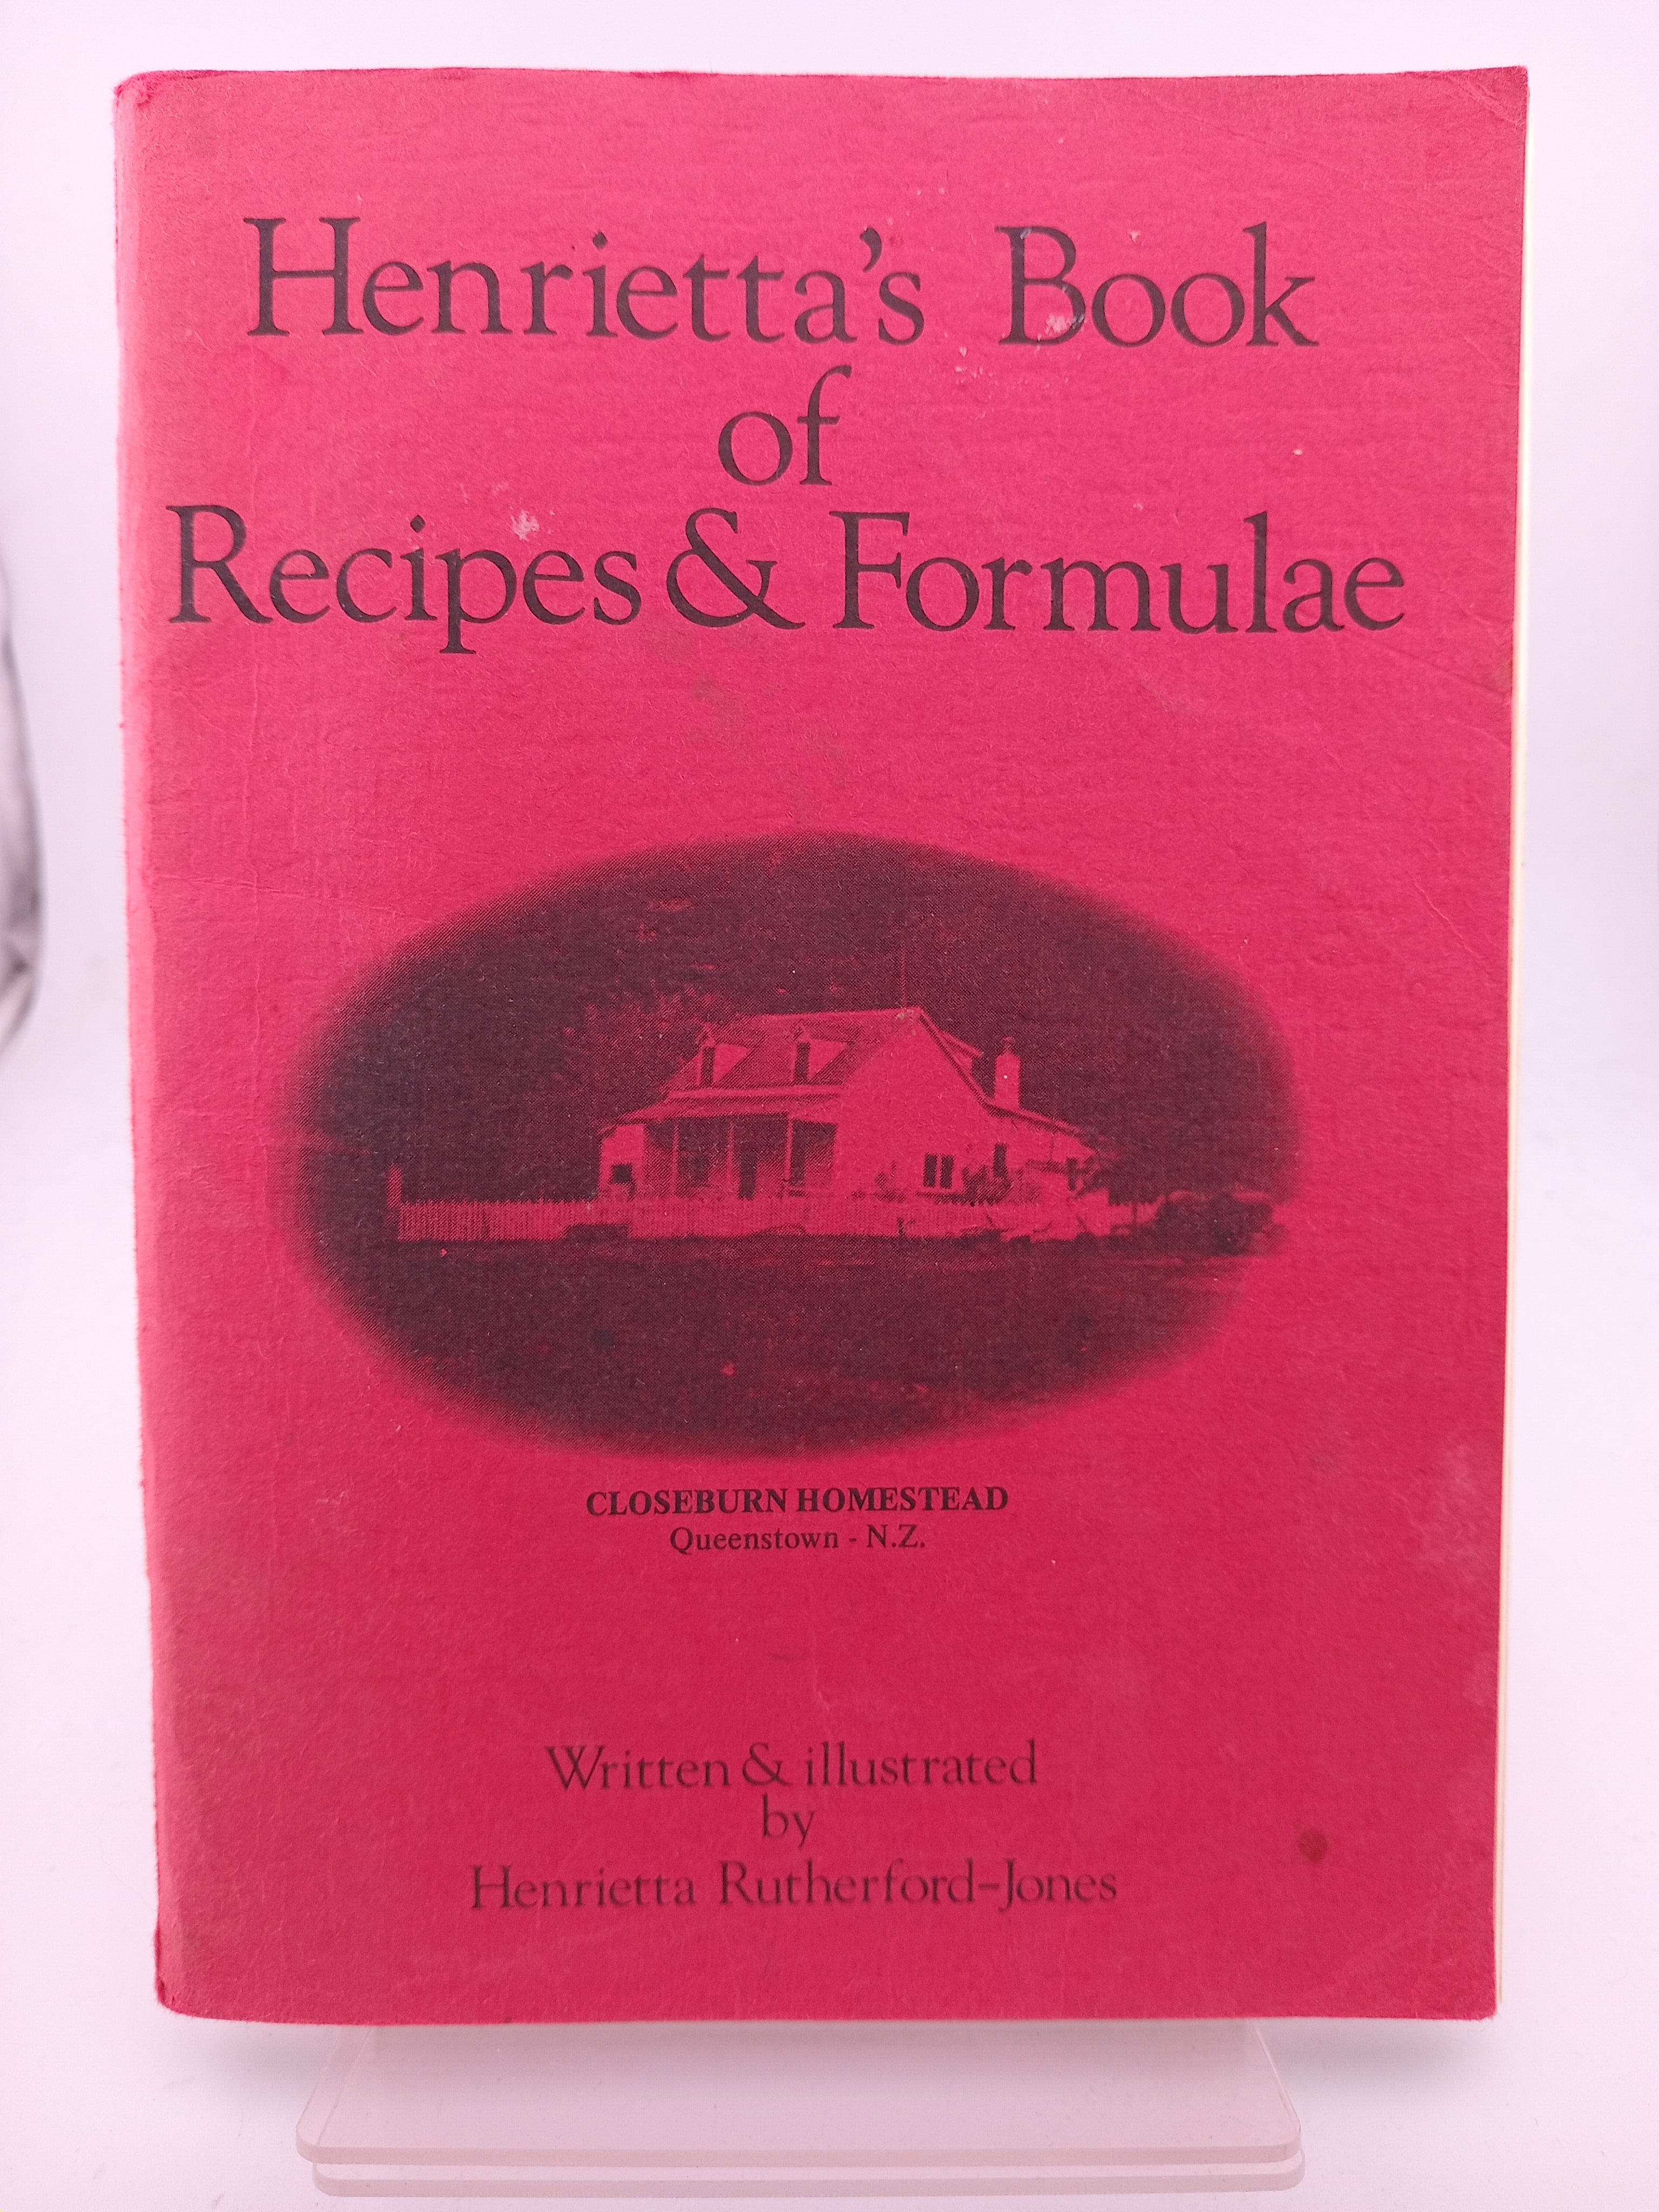 Henrietta's Book
of
Recipes & Formulae
CLOSEBURN HOMESTEAD
Queenstown - N.Z.
Written & illustrated
by
Henrietta Rutherford-Jones